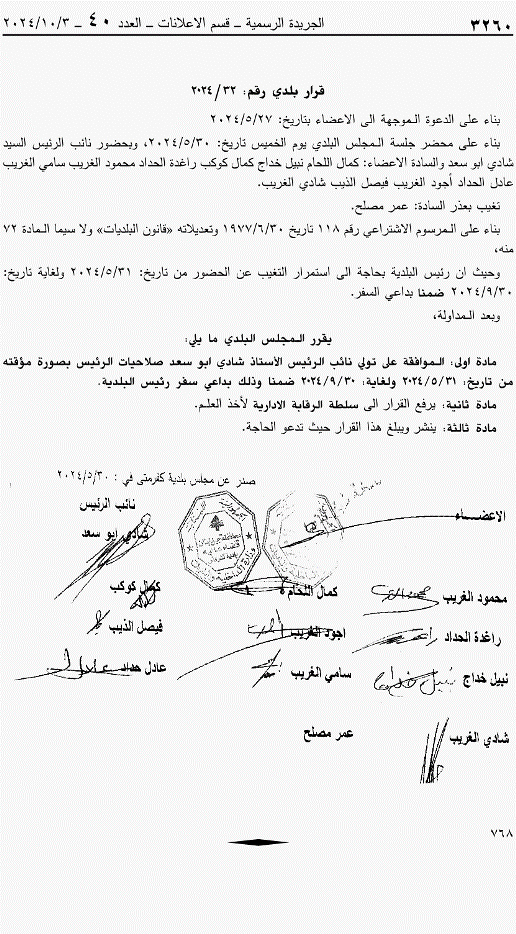 ٣٢٦٠
الجريدة الرسمية – قسم الاعلانات – العدد ٤٠ – ٢٠٢٤/١٠/٣
قرار بلدي رقم: ٢٠٢٤/٣٢
بناء على الدعوة الموجهة الى الاعضاء بتاريخ: ٢٠٢٤/٥/٢٧
بناء على محضر جلسة المجلس البلدي يوم الخميس تاريخ: ٢٠٢٤/٥/٣٠، وبحضور نائب الرئيس السيد
شادي ابو سعد والسادة الاعضاء: كمال اللحام نبيل خداج كمال كوكب راغدة الحداد محمود الغريب سامي الغريب
عادل الحداد أجود الغريب فيصل الذيب شادي الغريب.
تغيب بعذر السادة: عمر مصلح.
بناء على المرسوم الاشتراعي رقم ١١٨ تاريخ ١٩٧٧/٦/٣٠ وتعديلاته «قانون البلديات» ولا سيما المادة ٧٢
منه،
وحيث ان رئيس البلدية بحاجة الى استمرار التغيب عن الحضور من تاريخ: ٢٠٢٤/٥/٣١ ولغاية تاريخ:
٢٠٢٤/٩/٣٠ ضمنا بداعي السفر.
وبعد المداولة،
يقرر المجلس البلدي ما يلي:
مادة اولى: الموافقة على تولي نائب الرئيس الأستاذ شادي ابو سعد صلاحيات الرئيس بصورة مؤقته
من تاريخ: ٢٠٢٤/٥/٣١ ولغاية: ٢٠٢٤/٩/٣٠ ضمنا وذلك بداعي سفر رئيس البلدية.
مادة ثانية: يرفع القرار الى سلطة الرقابة الادارية لأخذ العلم.
مادة ثالثة: ينشر ويبلغ هذا القرار حيث تدعو الحاجة.
صدر عن مجلس بلدية كفرمتى في : ٢٠٢٤/٥/٣٠
نائب الرئيس
الاعضــاء
شادي ابو سعد
محمود الغريب كمال اللحام كمال كوكب
راغدة الحداد اجود الغريب فيصل الذيب
نبيل خداج سامي الغريب عادل حداد
شادي الغريب عمر مصلح
٧٦٨